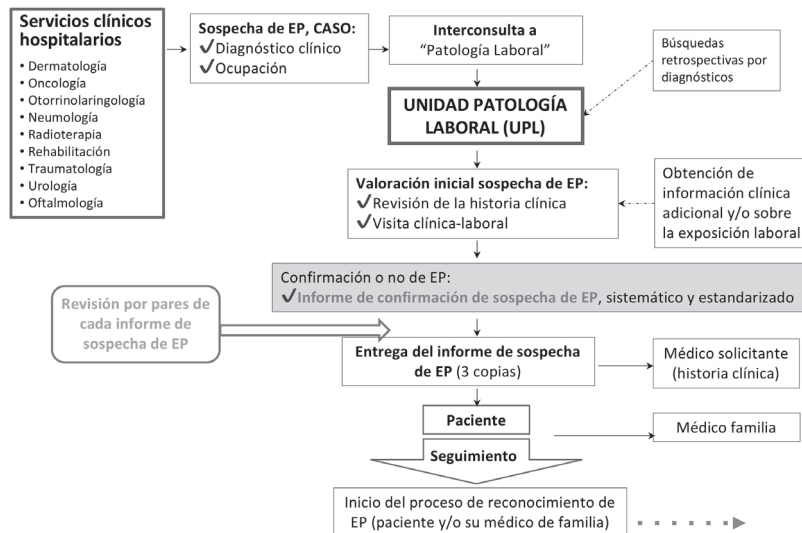 Servicios clínicos
hospitalarios
• Dermatología
• Oncología
• Otorrinolaringología
• Neumología
• Radioterapia
• Rehabilitación
• Traumatología
• Urología
• Oftalmología
Sospecha de EP, CASO:
✓Diagnóstico clínico
✓Ocupación
Interconsulta a
“Patología Laboral”
Búsquedas
retrospectivas por
diagnósticos
UNIDAD PATOLOGÍA
LABORAL (UPL)
Valoración inicial sospecha de EP:
✓Revisión de la historia clínica
✓Visita clínica-laboral
Obtención de
información clínica
adicional y/o sobre
la exposición laboral
Confirmación o no de EP:
✓Informe de confirmación de sospecha de EP, sistemático y estandarizado
Revisión por pares de
cada informe de
sospecha de EP
Entrega del informe de sospecha
de EP (3 copias)
Médico solicitante
(historia clínica)
Paciente
Médico familia
Seguimiento
Inicio del proceso de reconocimiento de
EP (paciente y/o su médico de familia)